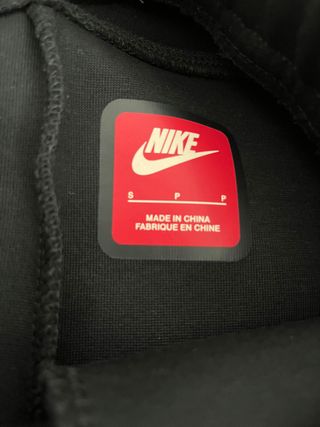 NIKE
S P P
MADE IN CHINA
FABRIQUE EN CHINE